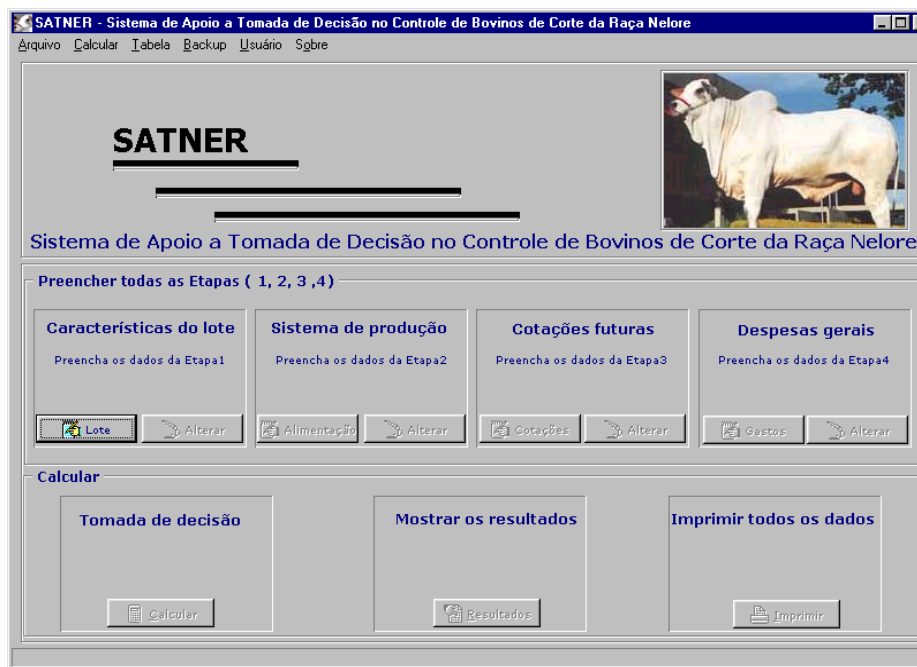 SATNER - Sistema de Apoio a Tomada de Decisão no Controle de Bovinos de Corte da Raça Nelore
Arquivo Calcular Tabela Backup Usuário Sobre
SATNER
Sistema de Apoio a Tomada de Decisão no Controle de Bovinos de Corte da Raça Nelore
Preencher todas as Etapas ( 1, 2, 3 ,4)
Características do lote Sistema de produção Cotações futuras Despesas gerais
Preencha os dados da Etapa1 Preencha os dados da Etapa2 Preencha os dados da Etapa3 Preencha os dados da Etapa4
Lote Alterar Alimentação Alterar Cotações Alterar Gastos Alterar
Calcular
Tomada de decisão Mostrar os resultados Imprimir todos os dados
Calcular Resultados Imprimir